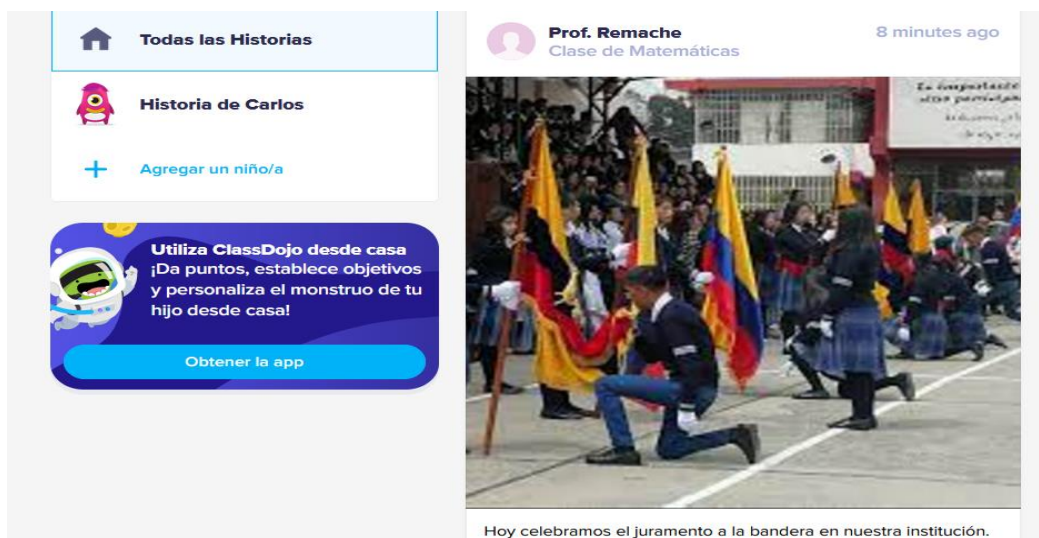 Todas las Historias
Historia de Carlos
Agregar un niño/a
Utiliza ClassDojo desde casa
¡Da puntos, establece objetivos
y personaliza el monstruo de tu
hijo desde casa!
Obtener la app
Prof. Remache
8 minutes ago
Clase de Matemáticas
Hoy celebramos el juramento a la bandera en nuestra institución.